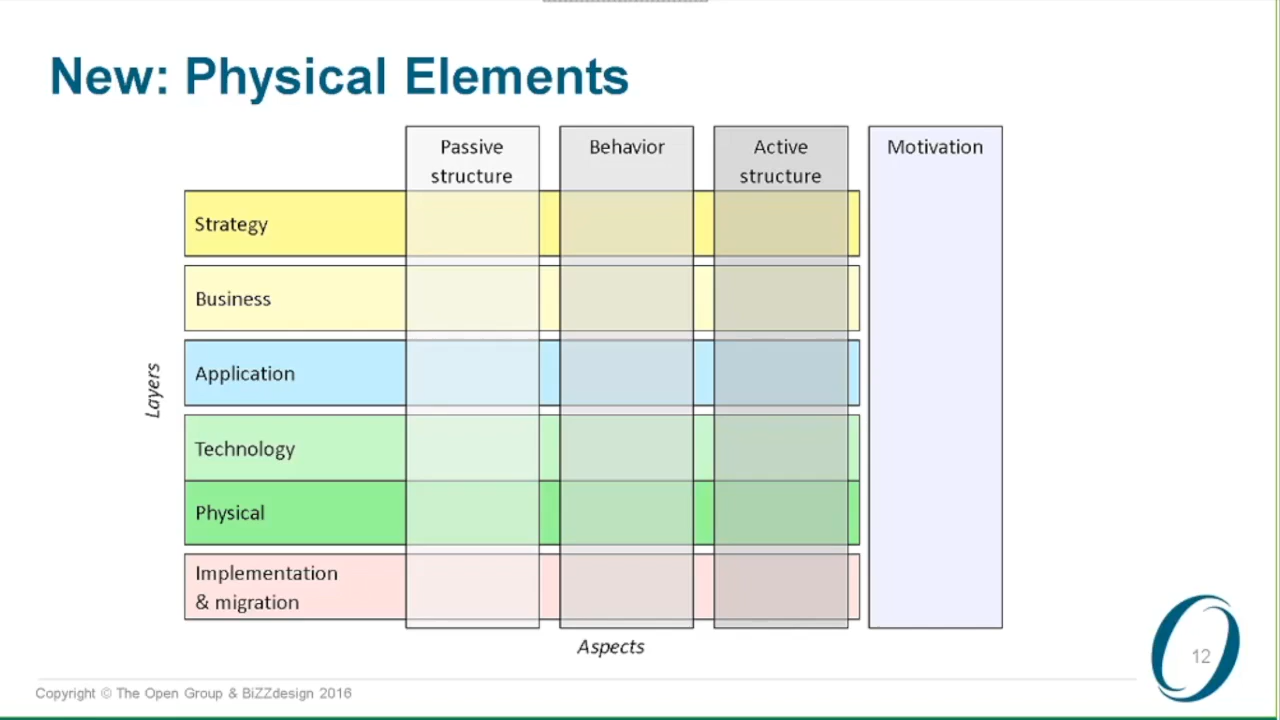 New: Physical Elements
Passive
structure
Behavior
Active
structure
Motivation
Strategy
Business
Application
Technology
Physical
Implementation
& migration
Layers
Aspects
12
Copyright © The Open Group & BiZZdesign 2016